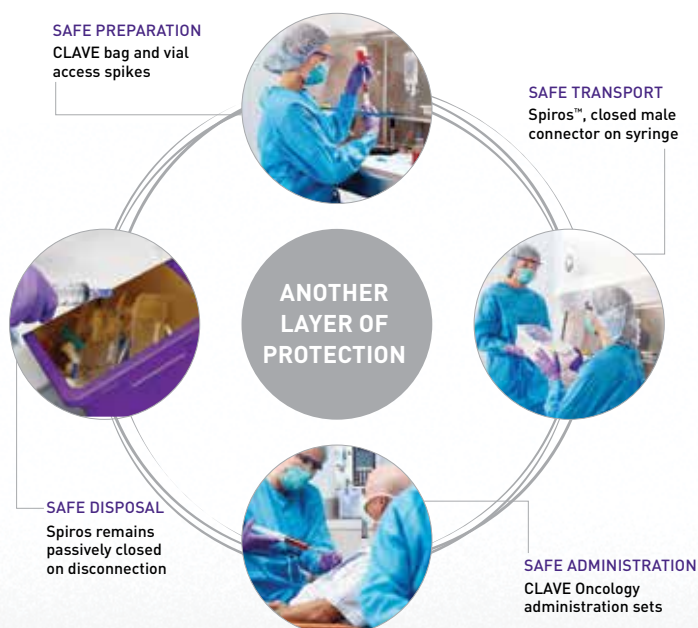 SAFE PREPARATION
CLAVE bag and vial
access spikes
SAFE TRANSPORT
Spiros™, closed male
connector on syringe
ANOTHER
LAYER OF
PROTECTION
SAFE DISPOSAL
Spiros remains
passively closed
on disconnection
SAFE ADMINISTRATION
CLAVE Oncology
administration sets